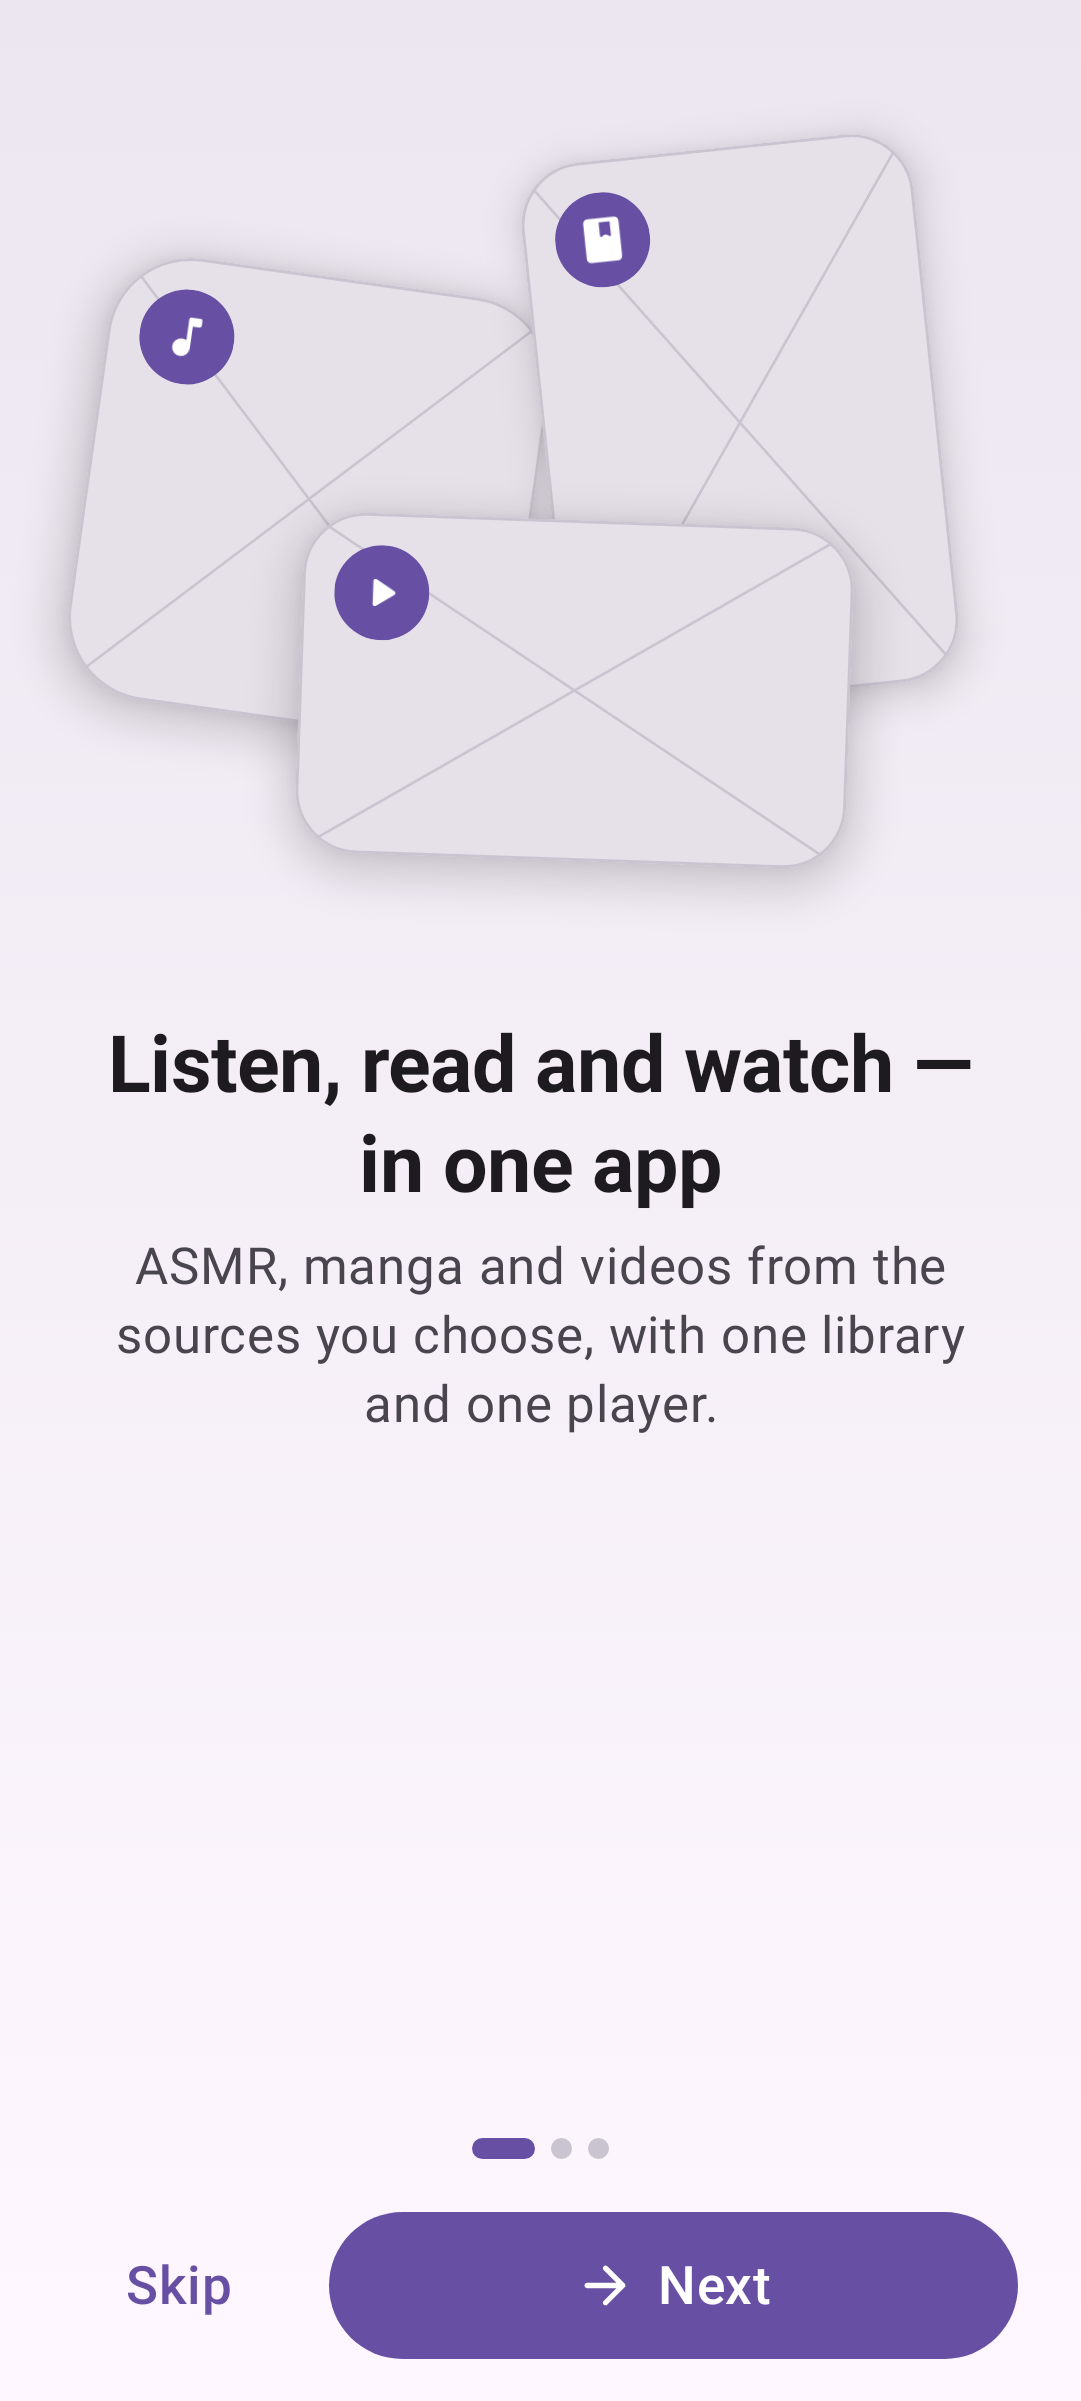 Listen, read and watch —
in one app
ASMR, manga and videos from the
sources you choose, with one library
and one player.
Skip
Next